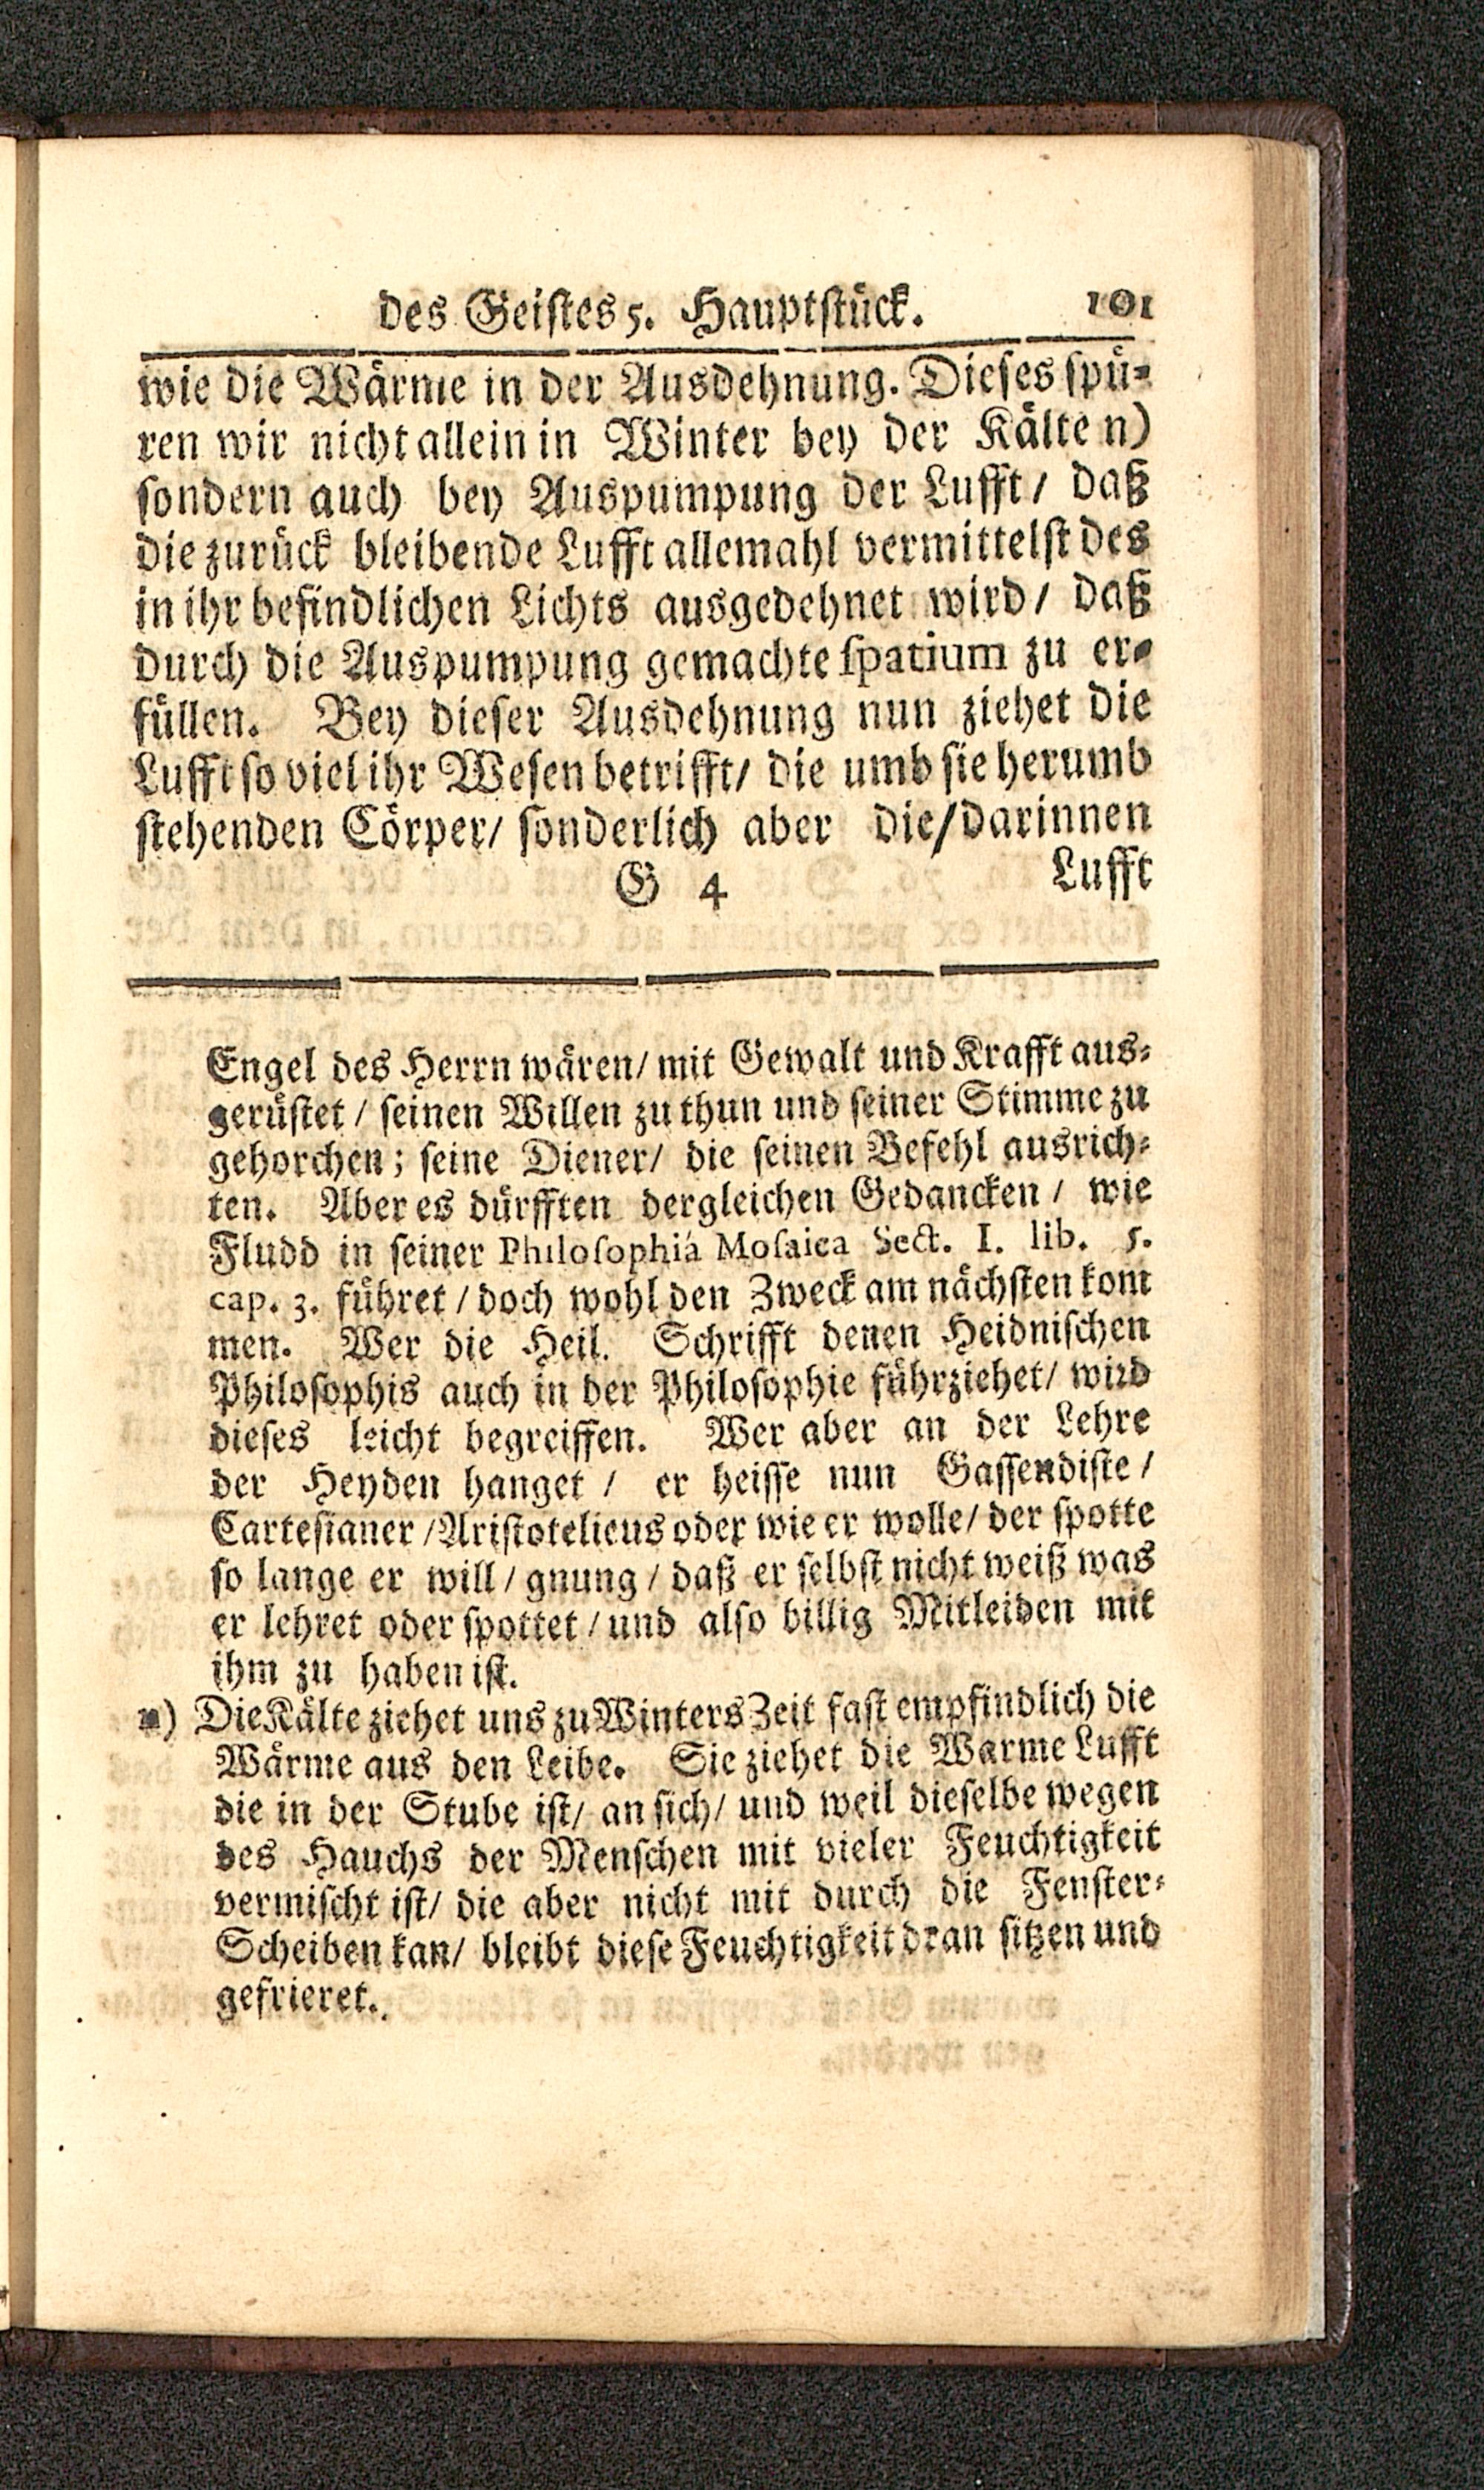 des Geistes 5. Hauptstück. 101
wie die Wärme in der Ausdehnung. Dieses spü-
ren wir nicht allein in Winter bey der Kälte n)
sondern auch bey Auspumpung der Lufft/ daß
die zurück bleibende Lufft allemahl vermittelst des
in ihr befindlichen Lichts ausgedehnet wird/ daß
durch die Auspumpung gemachte spatium zu er-
füllen. Bey dieser Ausdehnung nun ziehet die
Lufft so viel ihr Wesen betrifft/ die umb sie herumb
stehenden Cörper/ sonderlich aber die/darinnen
G 4 Lufft
Engel des Herrn wären/ mit Gewalt und Krafft aus-
gerüstet / seinen Willen zu thun und seiner Stimme zu
gehorchen; seine Diener/ die seinen Befehl ausrich-
ten. Aber es dürfften dergleichen Gedancken / wie
Fludd in seiner Philosophiá Mosaica Sect. I. lib. 5.
cap. 3. führet / doch wohl den Zweck am nächsten kom
men. Wer die Heil. Schrifft denen Heidnischen
Philosophis auch in der Philosophie führziehet/ wird
dieses leicht begreiffen. Wer aber an der Lehre
der Heyden hanget / er heisse nun Gassendiste /
Cartesianer /Aristotelicus oder wie er wolle/ der spotte
so lange er will / gnung / daß er selbst nicht weiß was
er lehret oder spottet / und also billig Mitleiden mit
ihm zu haben ist.
n) Die Kälte ziehet uns zu Winters Zeit fast empfindlich die
Wärme aus den Leibe. Sie ziehet die Warme Lufft
die in der Stube ist/ an sich/ und weil dieselbe wegen
des Hauchs der Menschen mit vieler Feuchtigkeit
vermischt ist/ die aber nicht mit durch die Fenster-
Scheiben kan/ bleibt diese Feuchtigkeit dran sitzen und
gefrieret.